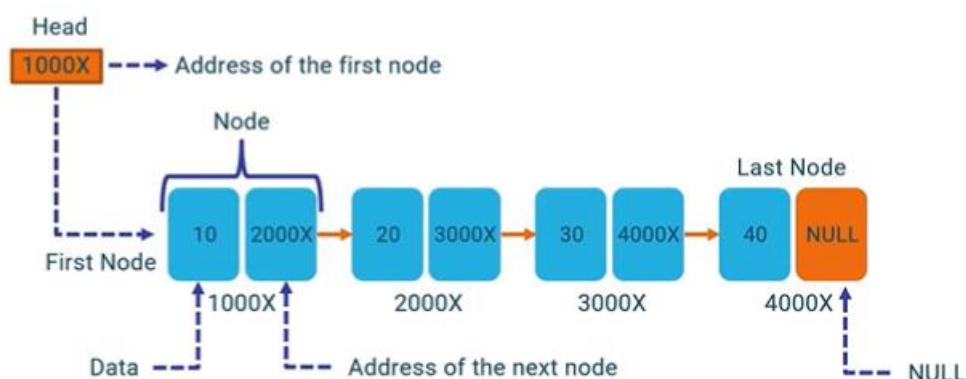 Head
1000X
Address of the first node
Node
Last Node
10 2000X 20 3000X 30 4000X 40 NULL
First Node
1000X 2000X 3000X 4000X
Data
Address of the next node
NULL